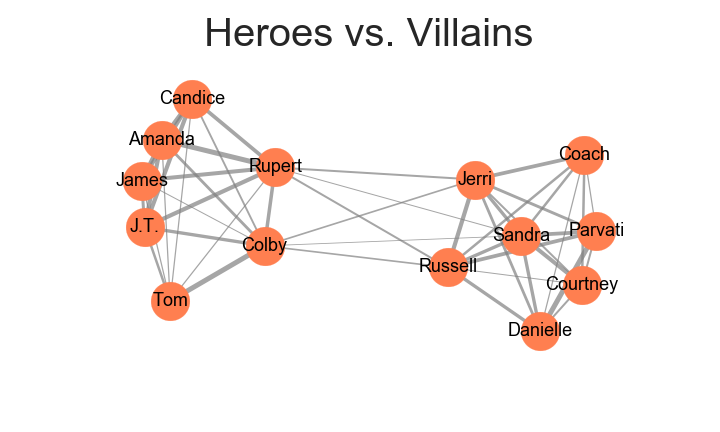 Heroes vs. Villains
Candice
Amanda
Rupert
James
J.T.
Colby
Tom
Coach
Jerri
Parvati
Sandra
Russell
Courtney
Danielle